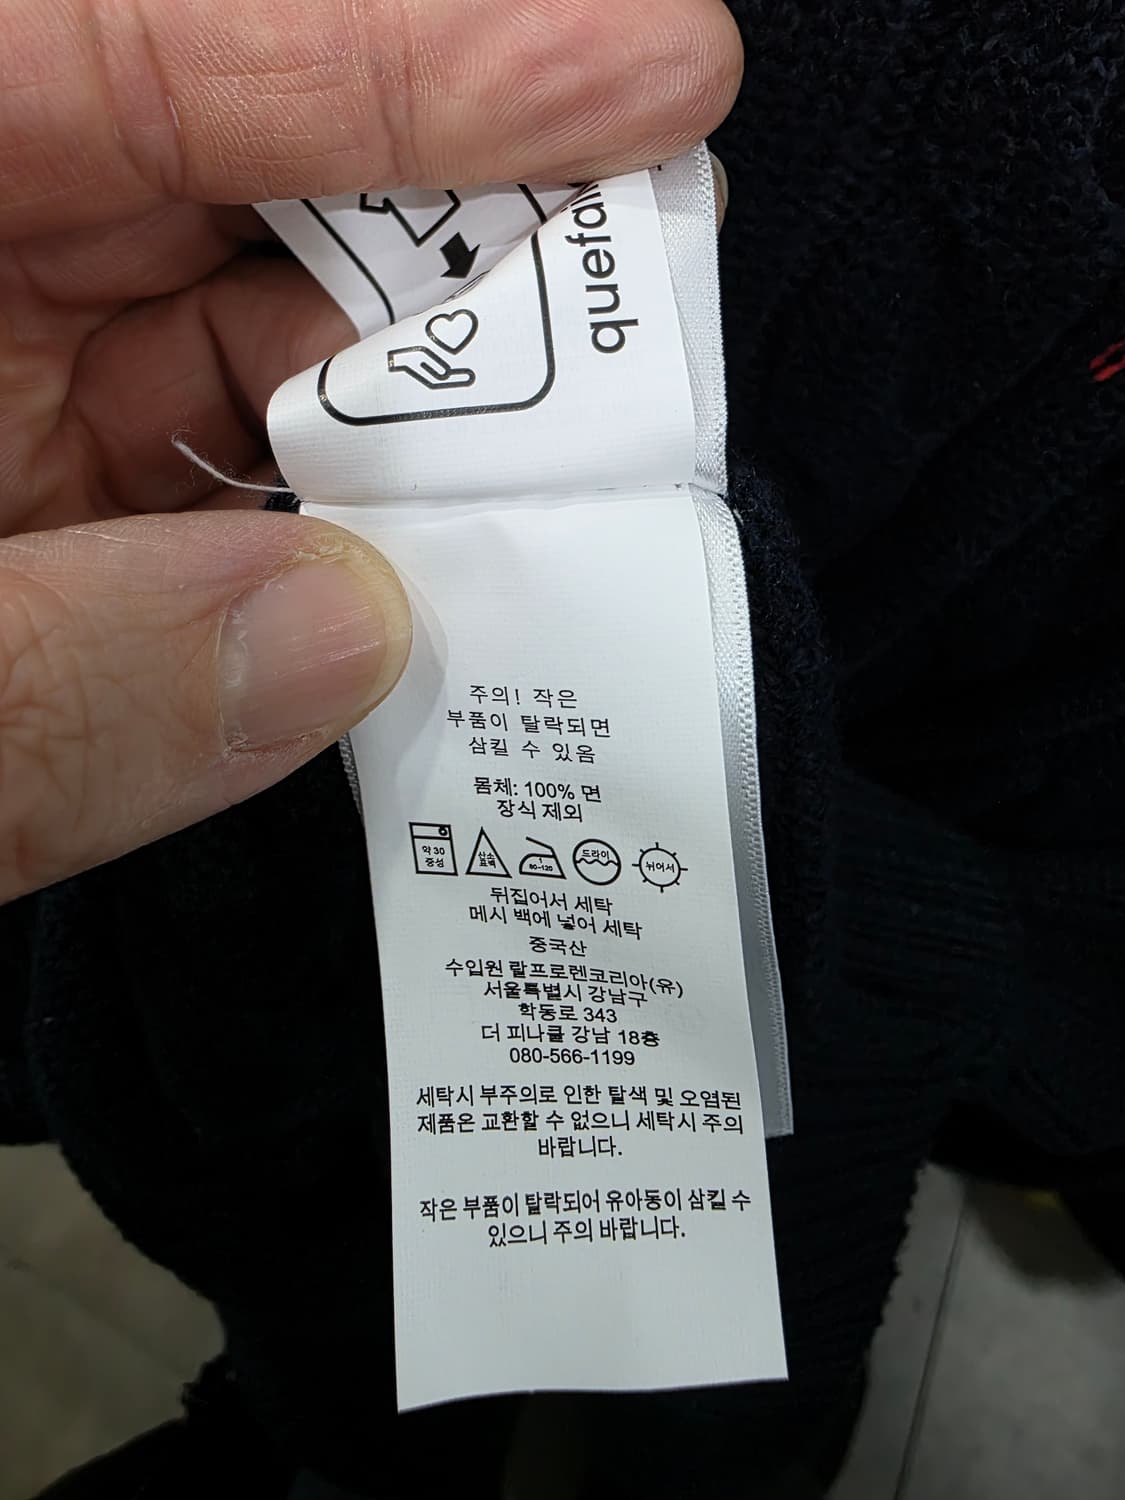 주의! 작은
부품이 탈락되면
삼킬 수 있음
몸체: 100% 면
장식 제외
약 30
중성
산소
표백
1
80-120
드라이
뉘어서
뒤집어서 세탁
메시 백에 넣어 세탁
중국산
수입원 랄프로렌코리아(유)
서울특별시 강남구
학동로 343
더 피나클 강남 18층
080-566-1199
세탁시 부주의로 인한 탈색 및 오염된
제품은 교환할 수 없으니 세탁시 주의
바랍니다.
작은 부품이 탈락되어 유아동이 삼킬 수
있으니 주의 바랍니다.